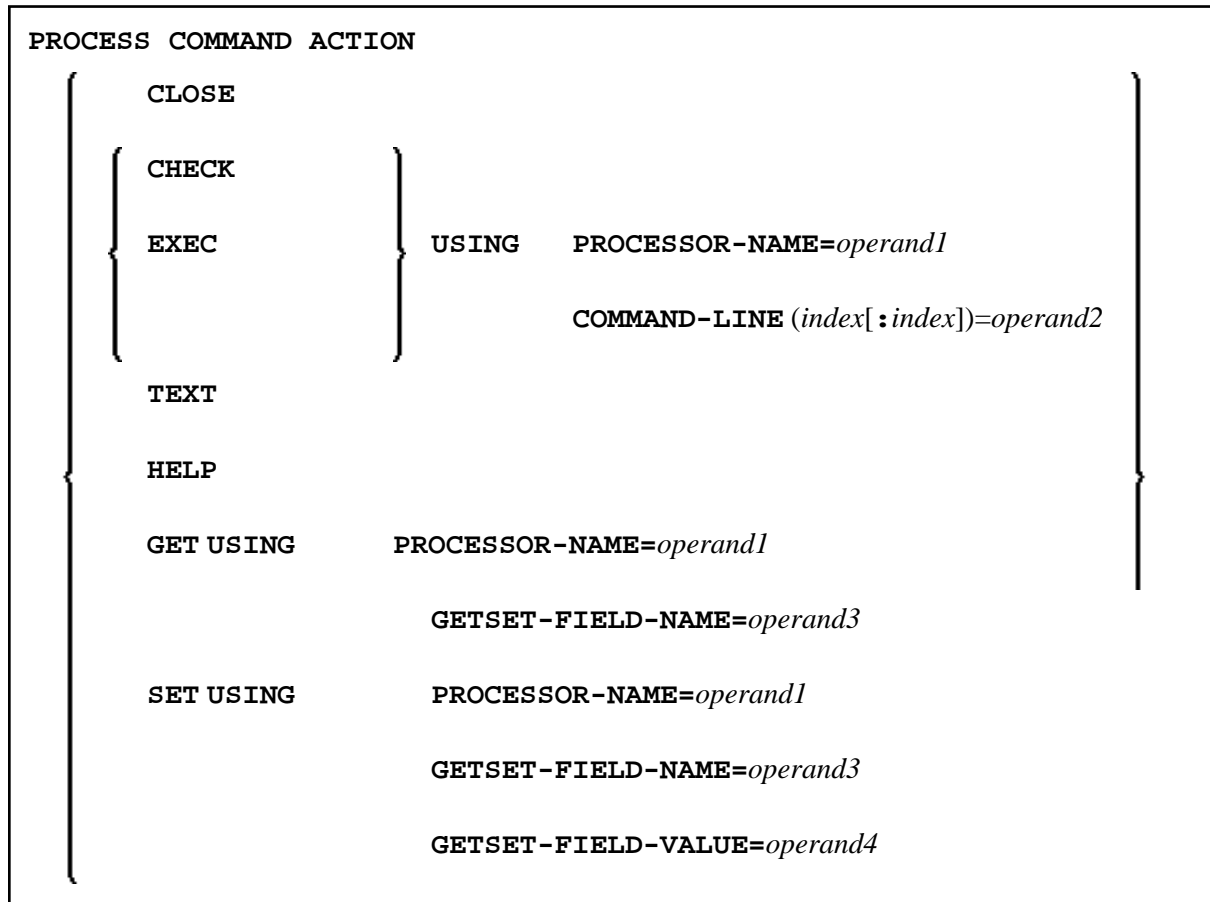 PROCESS COMMAND ACTION
CLOSE
CHECK
EXEC USING PROCESSOR-NAME=operand1
COMMAND-LINE (index[:index])=operand2
TEXT
HELP
GET USING PROCESSOR-NAME=operand1
GETSET-FIELD-NAME=operand3
SET USING PROCESSOR-NAME=operand1
GETSET-FIELD-NAME=operand3
GETSET-FIELD-VALUE=operand4